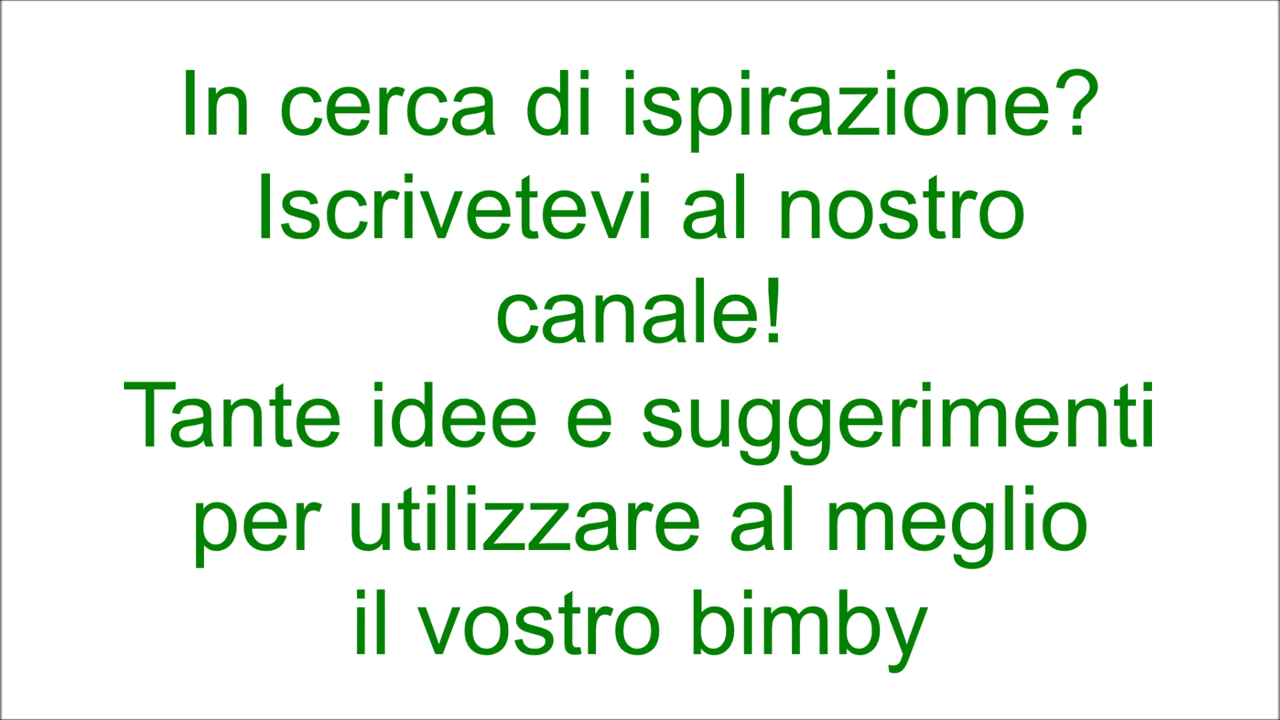 In cerca di ispirazione?
Iscrivetevi al nostro
canale!
Tante idee e suggerimenti
per utilizzare al meglio
il vostro bimby